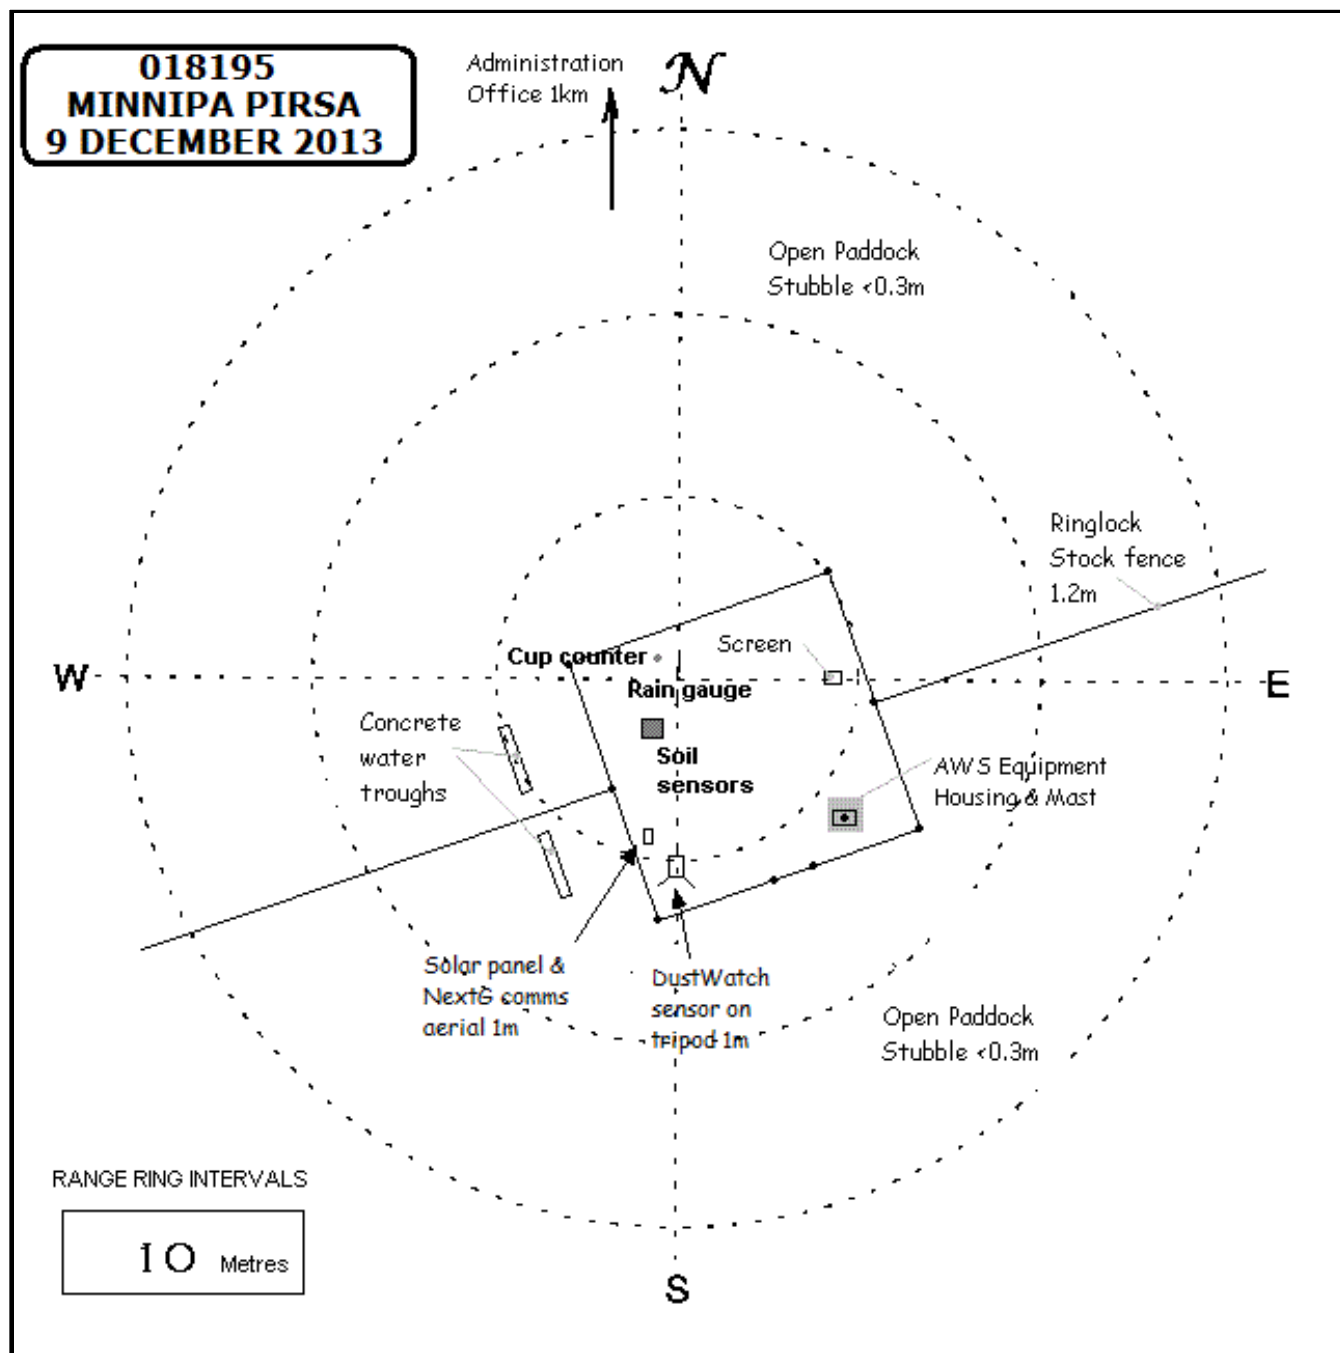 018195
MINNIPA PIRSA
9 DECEMBER 2013
Administration
Office 1km
N
Open Paddock
Stubble <0.3m
Ringlock
Stock fence
1.2m
Cup counter
Screen
W
Rain gauge
E
Concrete
water
troughs
Soil
sensors
AWS Equipment
Housing & Mast
Solar panel &
NextG comms
aerial 1m
DustWatch
sensor on
tripod 1m
Open Paddock
Stubble <0.3m
RANGE RING INTERVALS
10 Metres
S